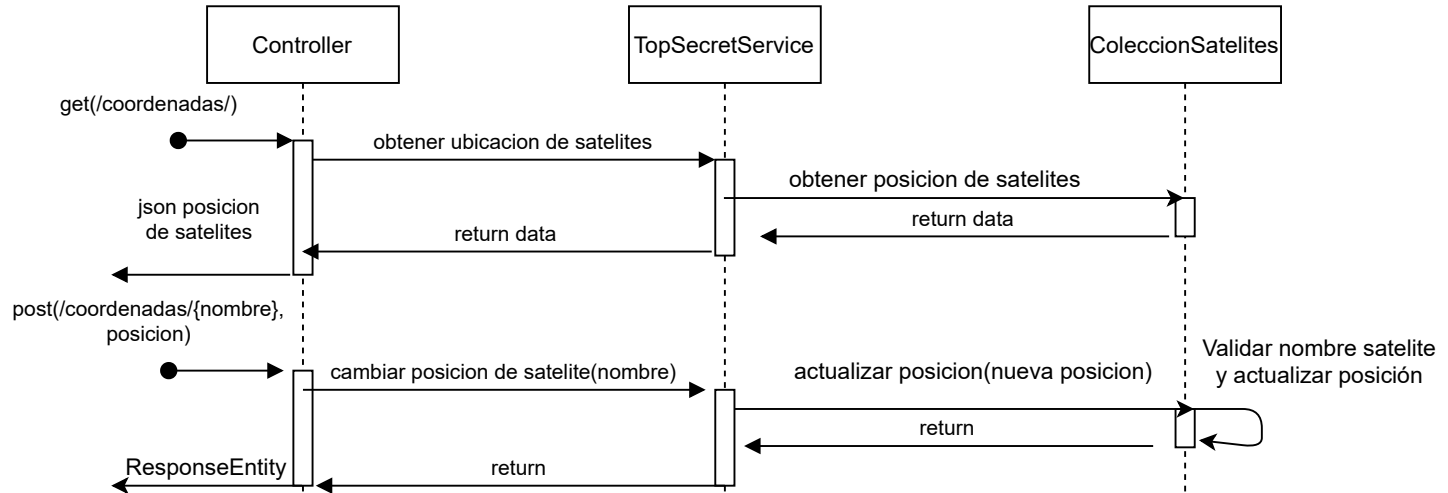 Controller
TopSecretService
ColeccionSatelites
get(/coordenadas/)
obtener ubicacion de satelites
obtener posicion de satelites
json posicion
de satelites
return data
return data
post(/coordenadas/{nombre},
posicion)
cambiar posicion de satelite(nombre)
actualizar posicion(nueva posicion)
Validar nombre satelite
y actualizar posición
return
ResponseEntity
return